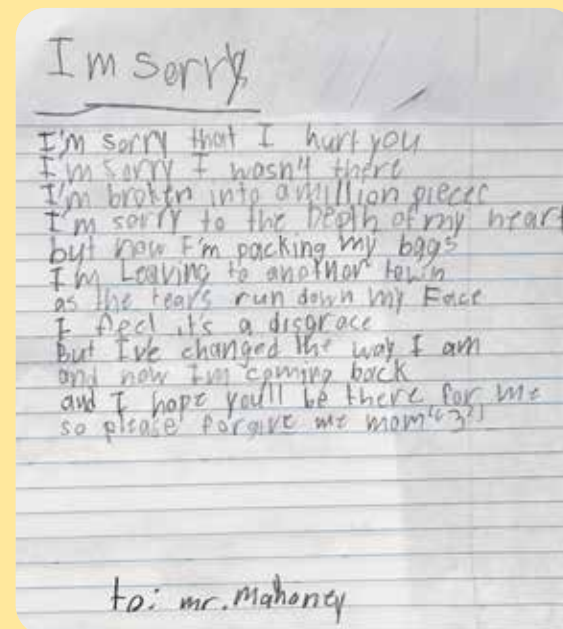 I'm sorry
I'm sorry that I hurt you
I'm sorry I wasn't there
I'm broken into a million pieces
I'm sorry to the Depth of my heart
but now I'm packing my bags
I'm Leaving to another town
as the tears run down my Face
I feel it's a disgrace
But I've changed the way I am
and now I'm coming back
and I hope you'll be there for me
so please forgive me mom
to: mr. Mahoney